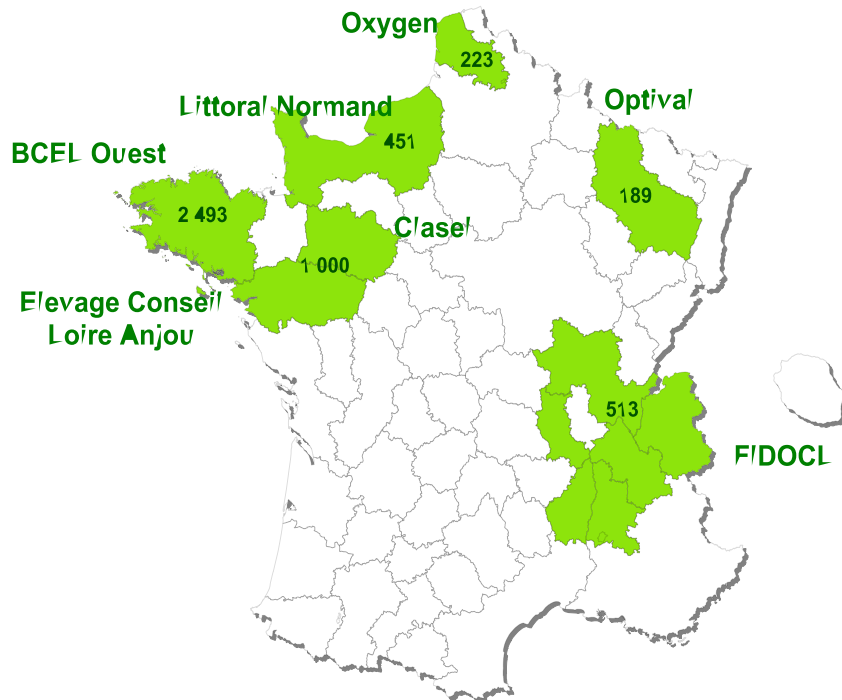 Oxygen
223
Littoral Normand
451
Optival
BCEL Ouest
189
2 493
Clasel
1 000
Elevage Conseil
Loire Anjou
513
FIDOCL